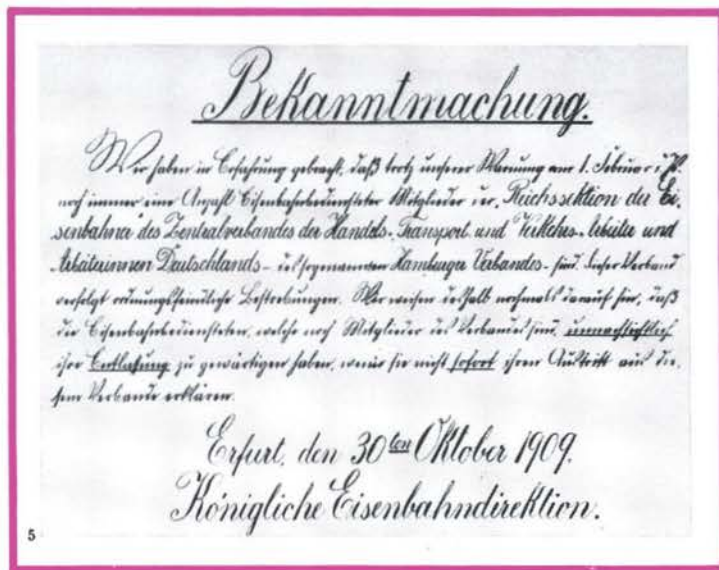 Bekanntmachung.
Wir haben in Erfahrung gebracht, daß trotz unserer Warnung vom 1. Februar d. Js.
noch immer eine Anzahl Eisenbahnbediensteter Mitglieder der „Reichssektion der Ei-
senbahner des Zentralverbandes der Handels-, Transport und Verkehrs-Arbeiter und
Arbeiterinnen Deutschlands - des sogenannten Hamburger Verbandes - sind. Dieser Verband
verfolgt ordnungsfeindliche Bestrebungen. Wir weisen deshalb nochmals darauf hin, daß
die Eisenbahnbediensteten, welche noch Mitglieder des Verbandes sind, unnachsichtlich
ihre Entlassung zu gewärtigen haben, wenn sie nicht sofort ihren Austritt aus die-
sem Verbande erklären.
Erfurt, den 30ten Oktober 1909.
Königliche Eisenbahndirektion.
5